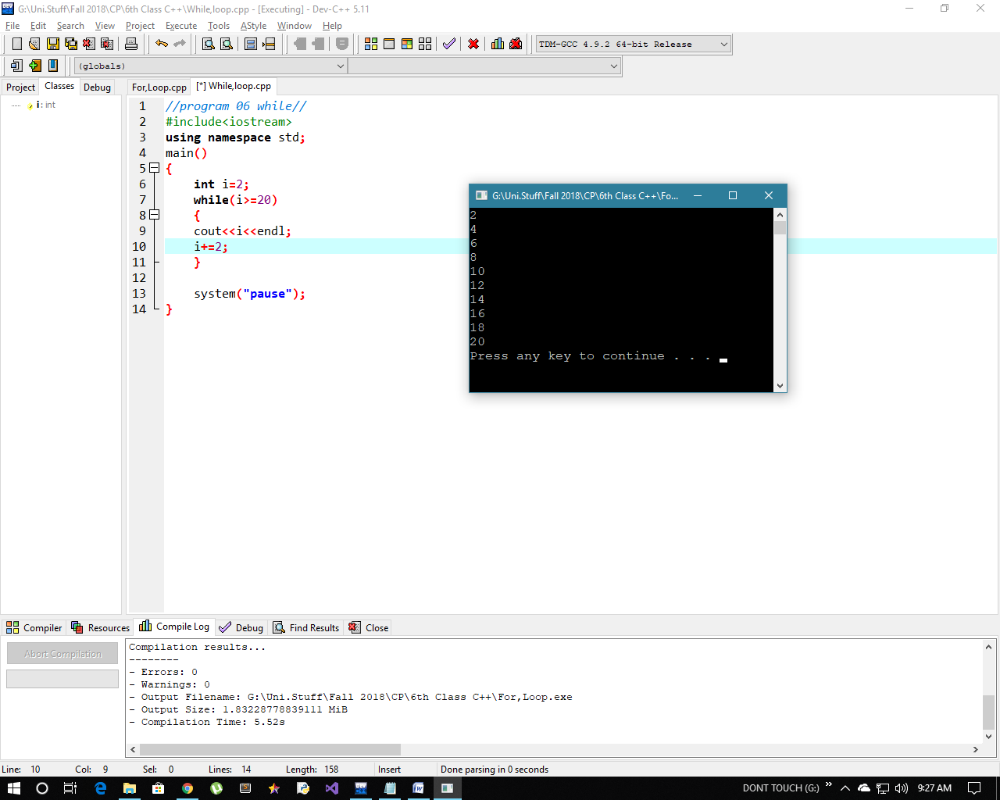 G:\Uni.Stuff\Fall 2018\CP\6th Class C++\While,loop.cpp - [Executing] - Dev-C++ 5.11
File Edit Search View Project Execute Tools AStyle Window Help
TDM-GCC 4.9.2 64-bit Release
(globals)
Project Classes Debug
For,Loop.cpp [*] While,loop.cpp
i : int
1 //program 06 while//
2 #include<iostream>
3 using namespace std;
4 main()
5 {
6 int i=2;
7 while(i>=20)
8 {
9 cout<<i<<endl;
10 i+=2;
11 }
12
13 system("pause");
14 }
G:\Uni.Stuff\Fall 2018\CP\6th Class C++\Fo...
2
4
6
8
10
12
14
16
18
20
Press any key to continue . . .
Compiler Resources Compile Log Debug Find Results Close
Abort Compilation
Compilation results...
--------
- Errors: 0
- Warnings: 0
- Output Filename: G:\Uni.Stuff\Fall 2018\CP\6th Class C++\For,Loop.exe
- Output Size: 1.83228778839111 MiB
- Compilation Time: 5.52s
Line: 10 Col: 9 Sel: 0 Lines: 14 Length: 158 Insert Done parsing in 0 seconds
DONT TOUCH (G:) 9:27 AM